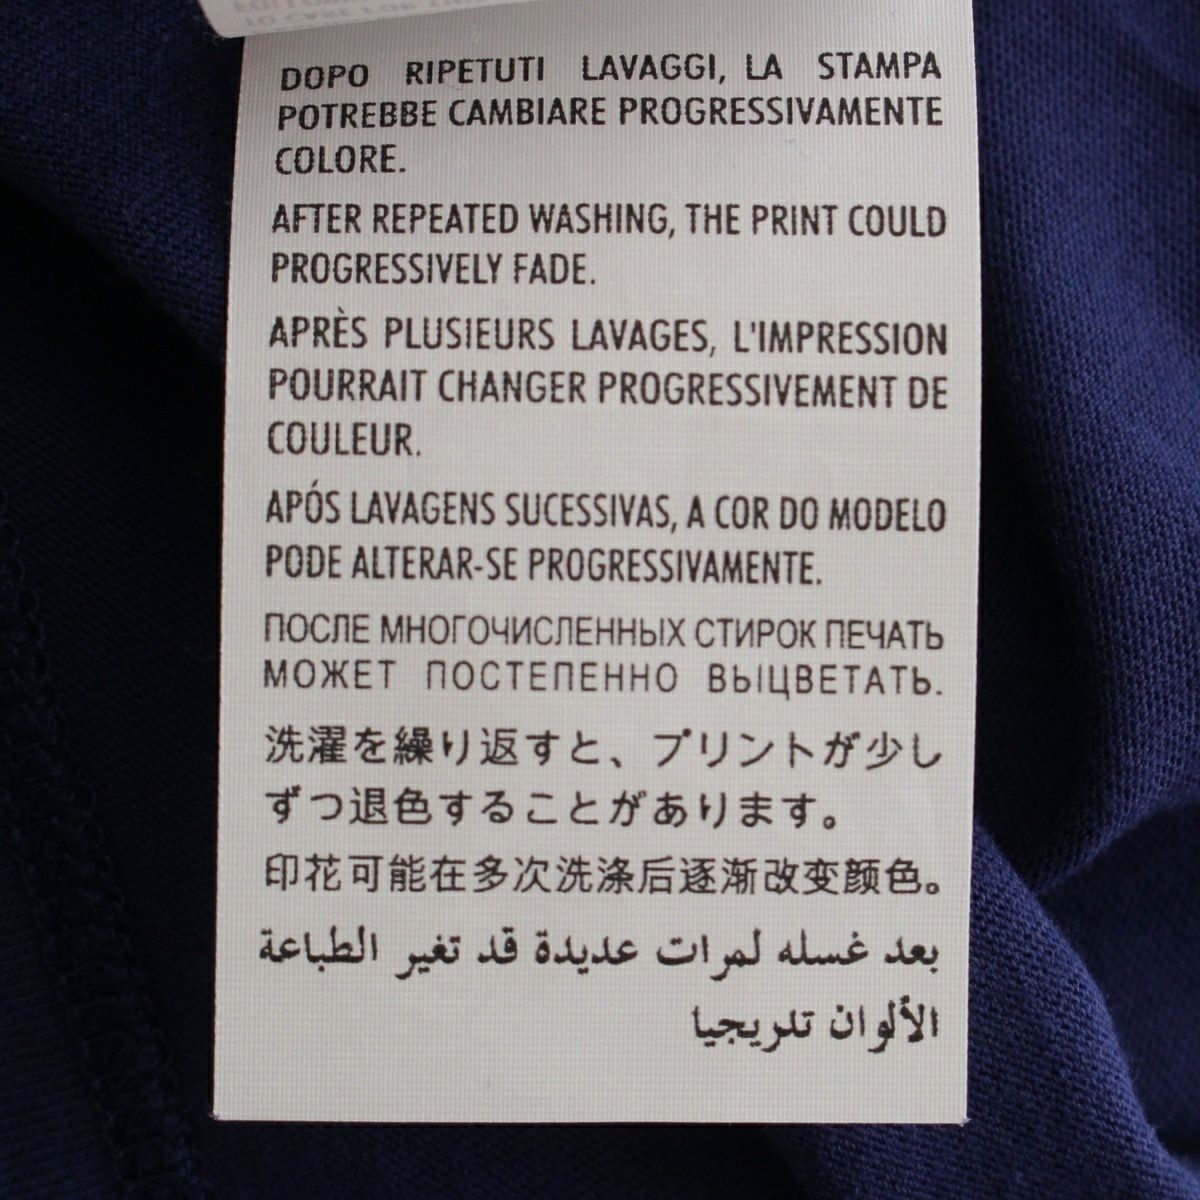 DOPO RIPETUTI LAVAGGI, LA STAMPA
POTREBBE CAMBIARE PROGRESSIVAMENTE
COLORE.
AFTER REPEATED WASHING, THE PRINT COULD
PROGRESSIVELY FADE.
APRÈS PLUSIEURS LAVAGES, L'IMPRESSION
POURRAIT CHANGER PROGRESSIVEMENT DE
COULEUR.
APÓS LAVAGENS SUCESSIVAS, A COR DO MODELO
PODE ALTERAR-SE PROGRESSIVAMENTE.
ПОСЛЕ МНОГОЧИСЛЕННЫХ СТИРОК ПЕЧАТЬ
МОЖЕТ ПОСТЕПЕННО ВЫЦВЕТАТЬ.
洗濯を繰り返すと、プリントが少し
ずつ退色することがあります。
印花可能在多次洗涤后逐渐改变颜色。
بعد غسله لمرات عديدة قد تغير الطباعة
الألوان تلريجيا